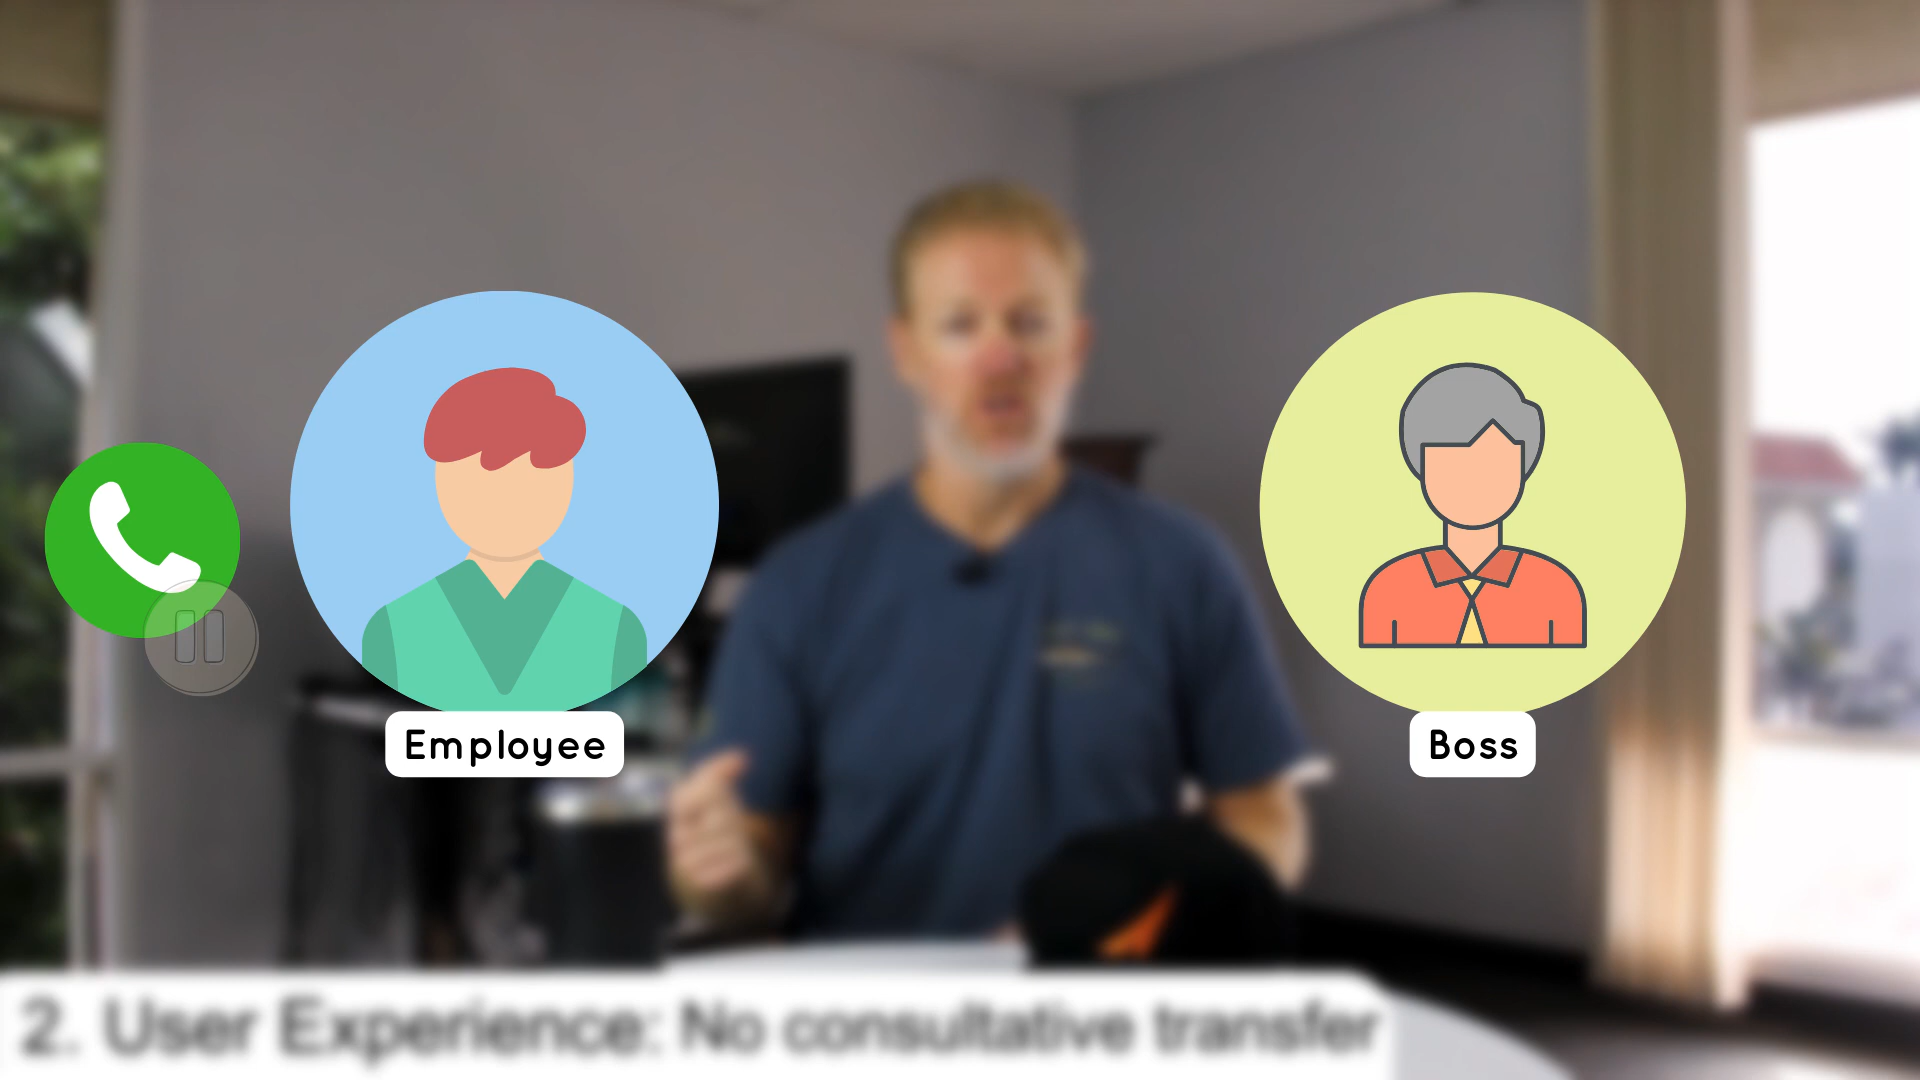 Employee
Boss
2. User Experience: No consultative transfer